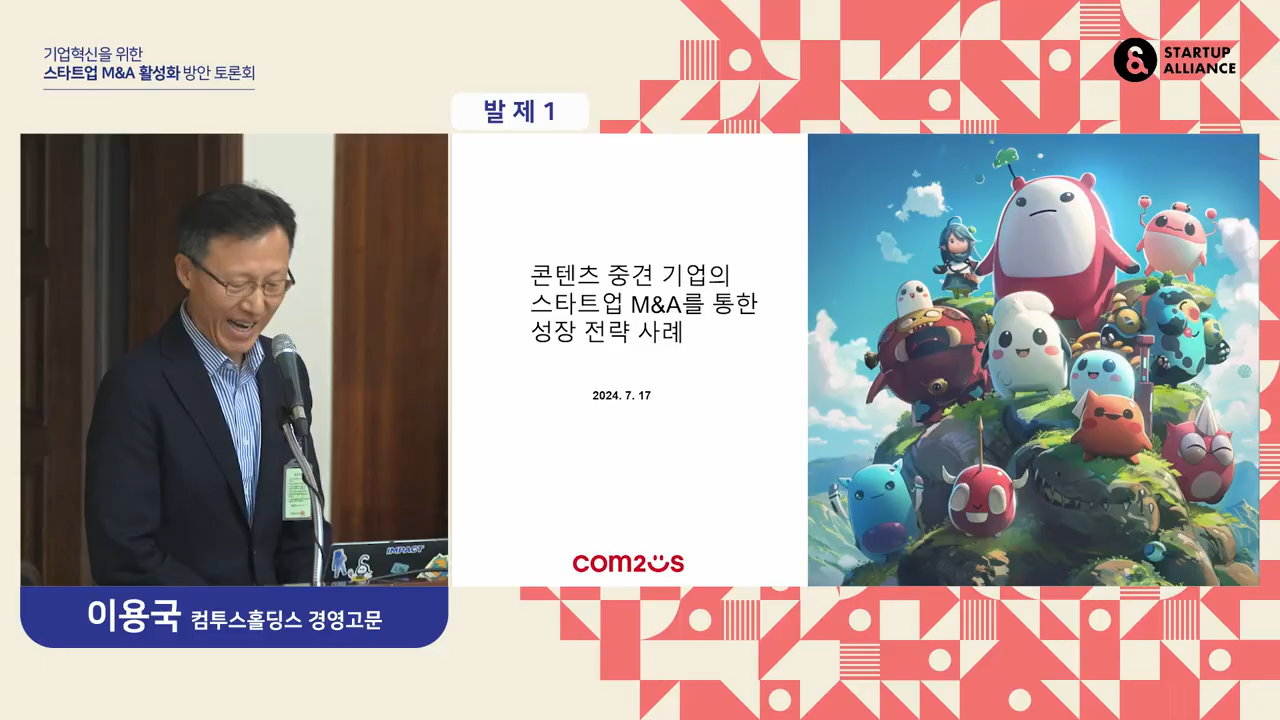 기업혁신을 위한
스타트업 M&A 활성화 방안 토론회
STARTUP
ALLIANCE
발 제 1
콘텐츠 중견 기업의
스타트업 M&A를 통한
성장 전략 사례
2024. 7. 17
com2us
IMPACT
이용국 컴투스홀딩스 경영고문